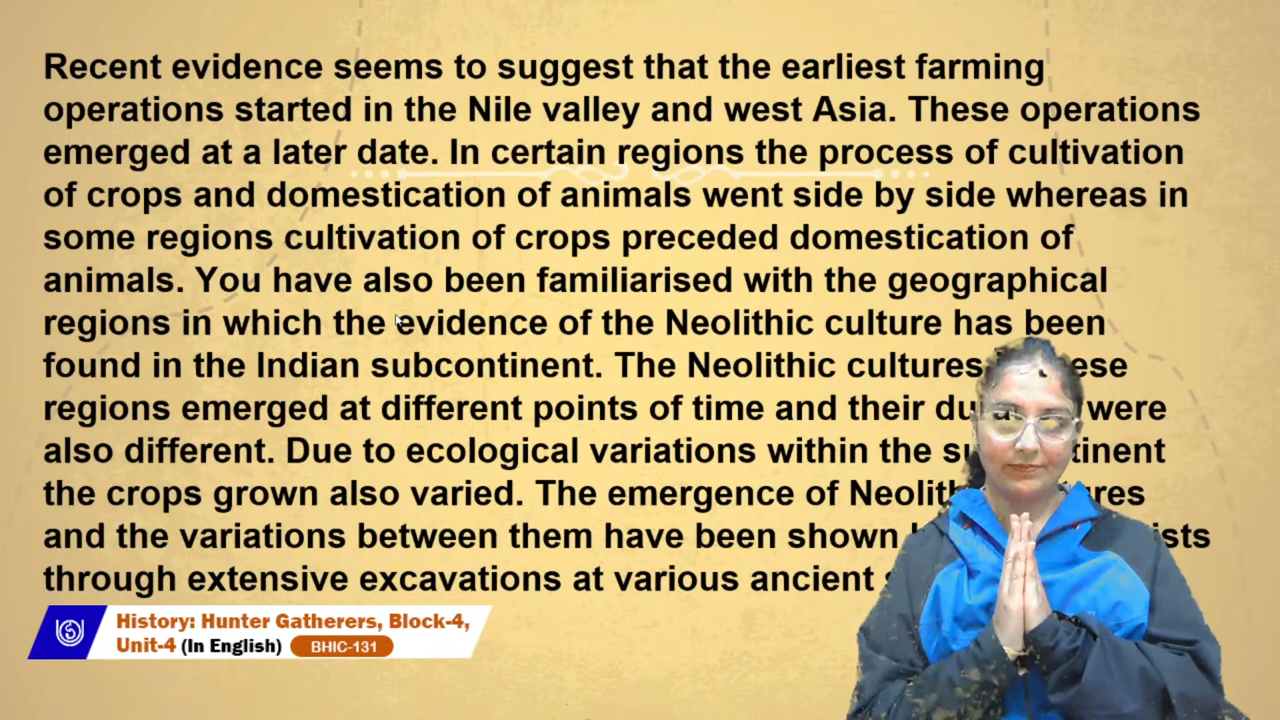 Recent evidence seems to suggest that the earliest farming
operations started in the Nile valley and west Asia. These operations
emerged at a later date. In certain regions the process of cultivation
of crops and domestication of animals went side by side whereas in
some regions cultivation of crops preceded domestication of
animals. You have also been familiarised with the geographical
regions in which the evidence of the Neolithic culture has been
found in the Indian subcontinent. The Neolithic cultures
regions emerged at different points of time and their were
also different. Due to ecological variations within the
the crops grown also varied. The emergence of
and the variations between them have been shown
through extensive excavations at various ancient
History: Hunter Gatherers, Block-4,
Unit-4 (In English) BHIC-131